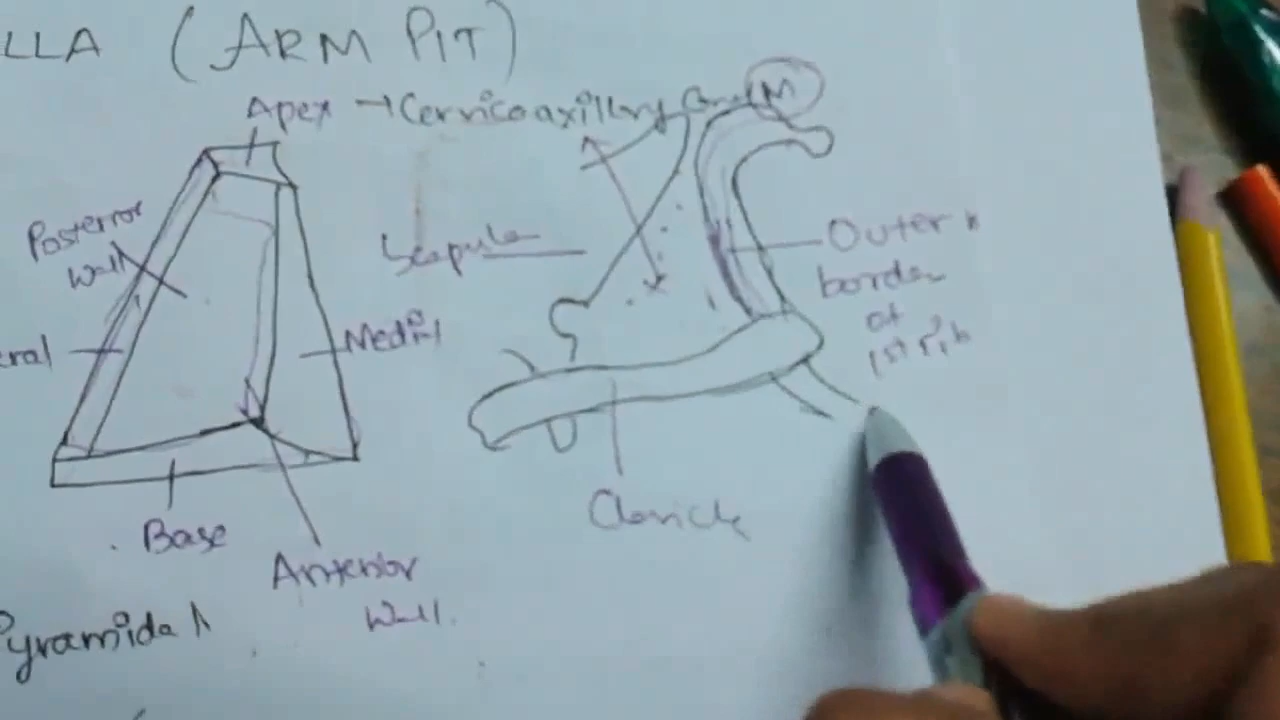 LLA (ARM PIT)
Apex → Cervicoaxillary Canal M
Posterior
Wall
Scapula
Outer
border
of
1st rib
eral
Medial
Base
Clavicle
Anterior
Wall.
Pyramidal